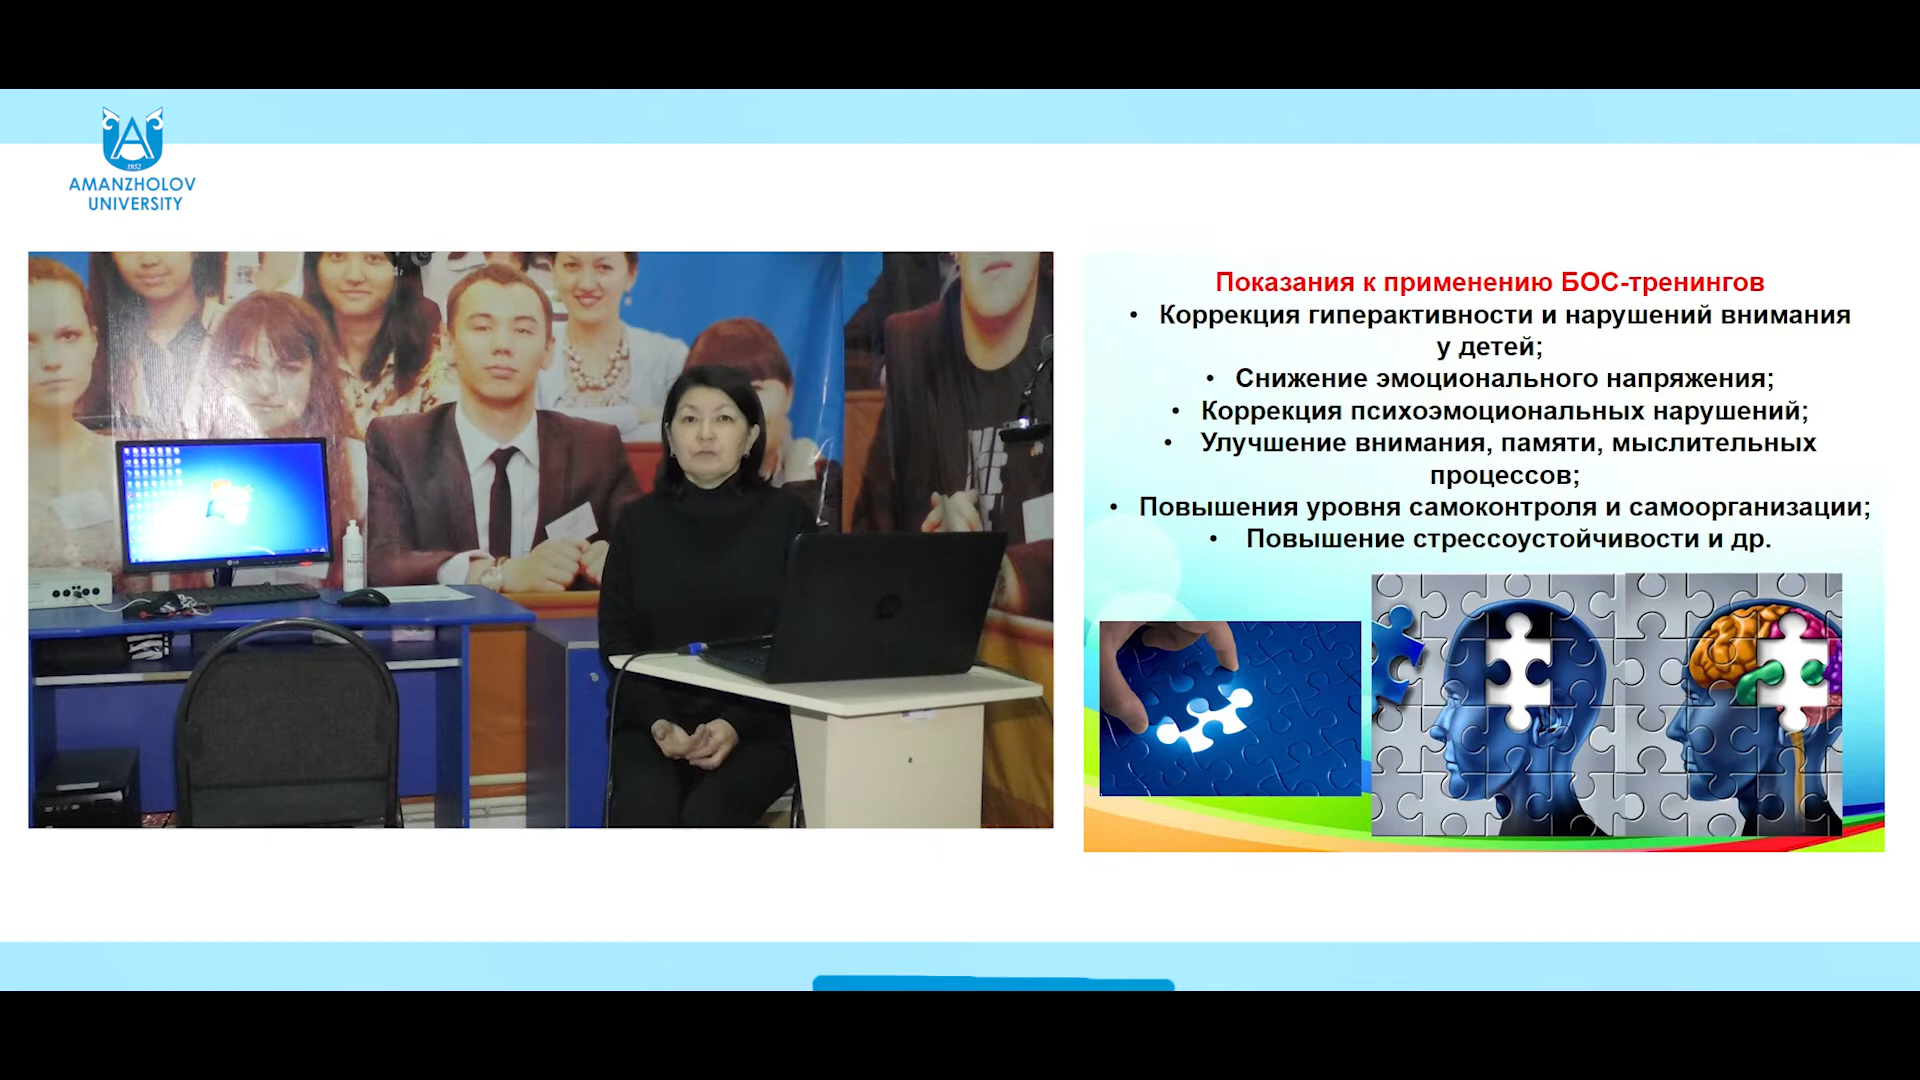 1952
AMANZHOLOV
UNIVERSITY
Показания к применению БОС-тренингов
• Коррекция гиперактивности и нарушений внимания
у детей;
• Снижение эмоционального напряжения;
• Коррекция психоэмоциональных нарушений;
• Улучшение внимания, памяти, мыслительных
процессов;
• Повышения уровня самоконтроля и самоорганизации;
• Повышение стрессоустойчивости и др.